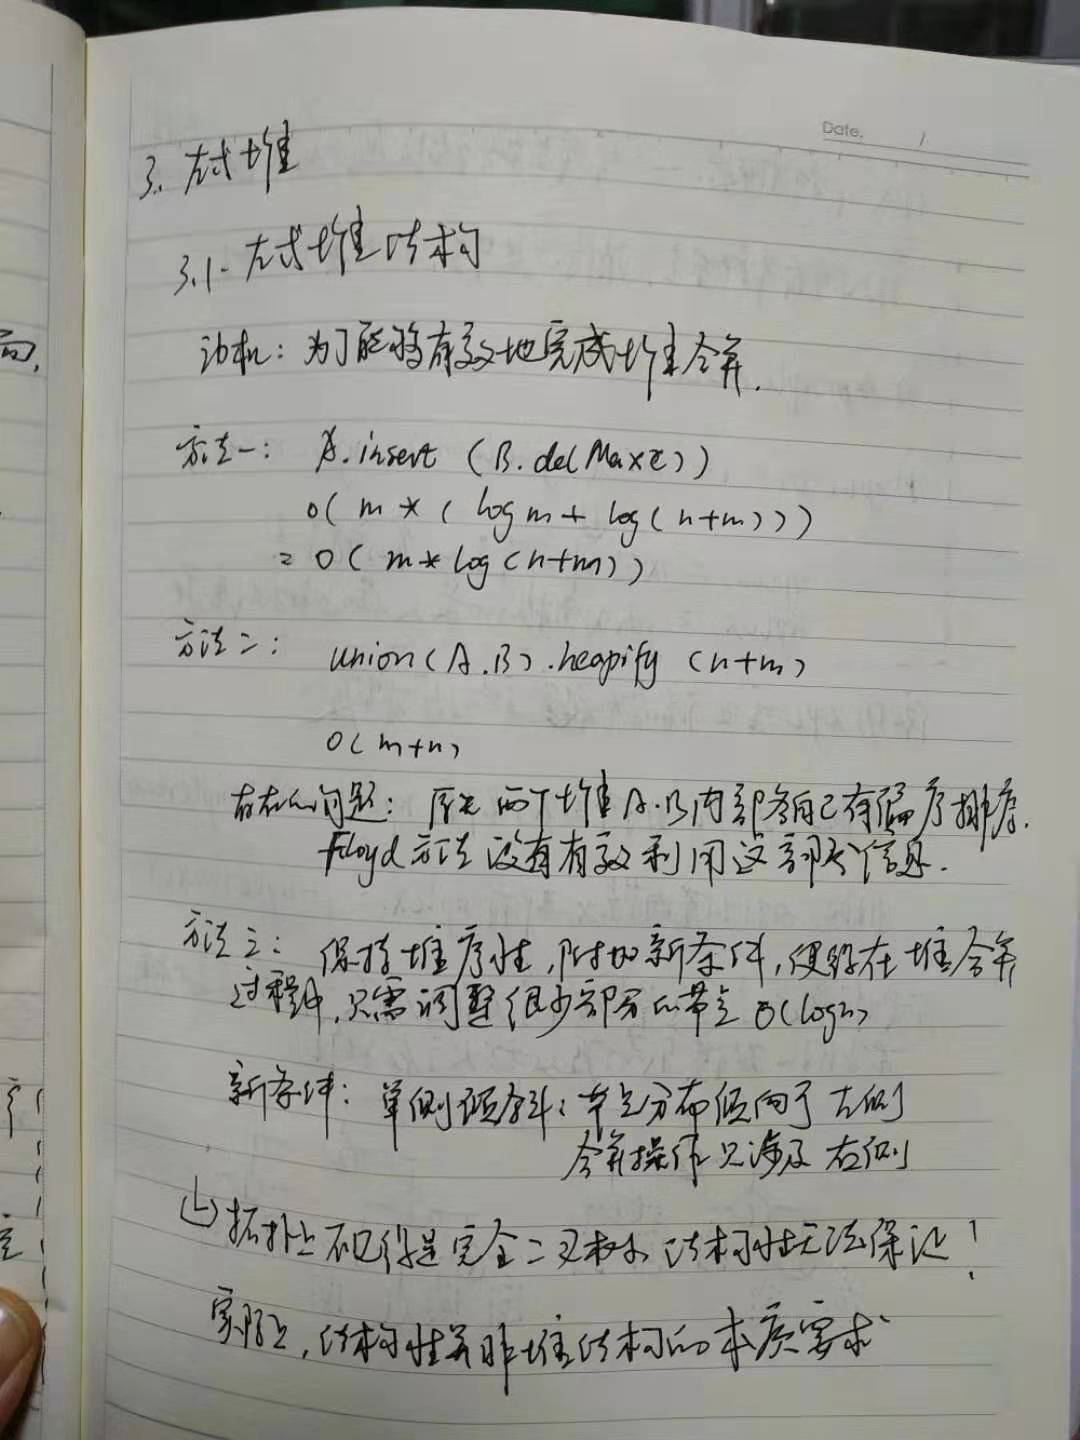 Date.      /
3. 左式堆
3.1. 左式堆结构
动机: 为了能够有效地完成堆合并.
方法一: A.insert (B.delMax())
O( m * ( log m + log(n+m)))
= O( m * log(n+m))
方法二: union(A.B).heapify (n+m)
O(m+n)
存在的问题: 原先两个堆A.B内部各自已有偏序排序.
Floyd方法没有有效利用这部分信息.
方法三: 保持堆序性,附加新条件,使得在堆合并
过程中,只需调整很少部分的节点 O(logn)
新条件: 单侧倾斜: 节点分布倾向于左侧
合并操作只涉及右侧
拓扑上不见得是完全二叉树, 结构性无法保证!
实际上,结构性并非堆结构的本质要求